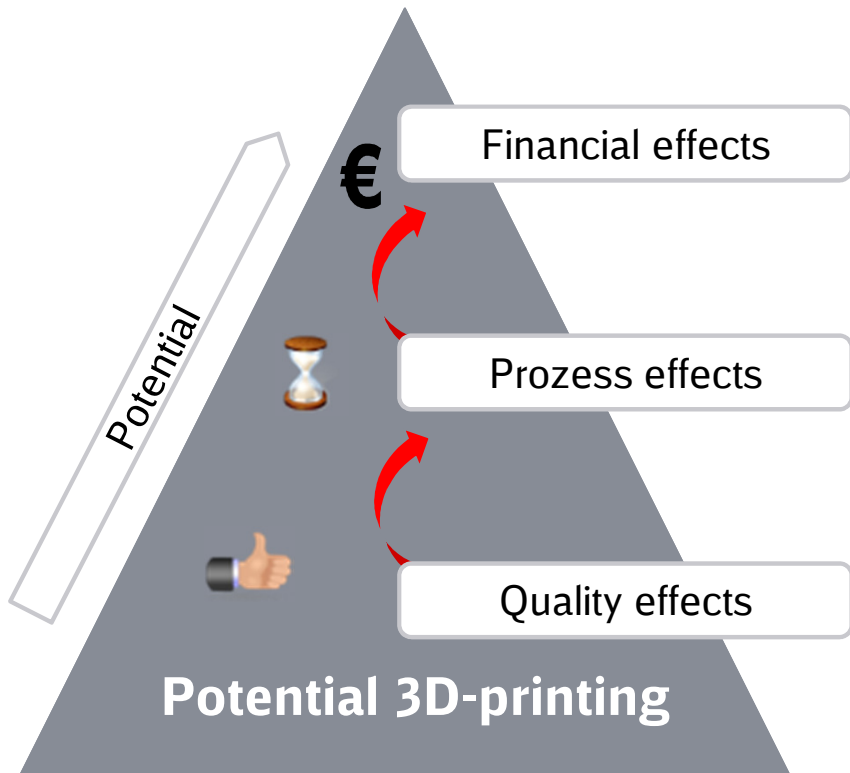 Financial effects
€
Prozess effects
Potential
Quality effects
Potential 3D-printing